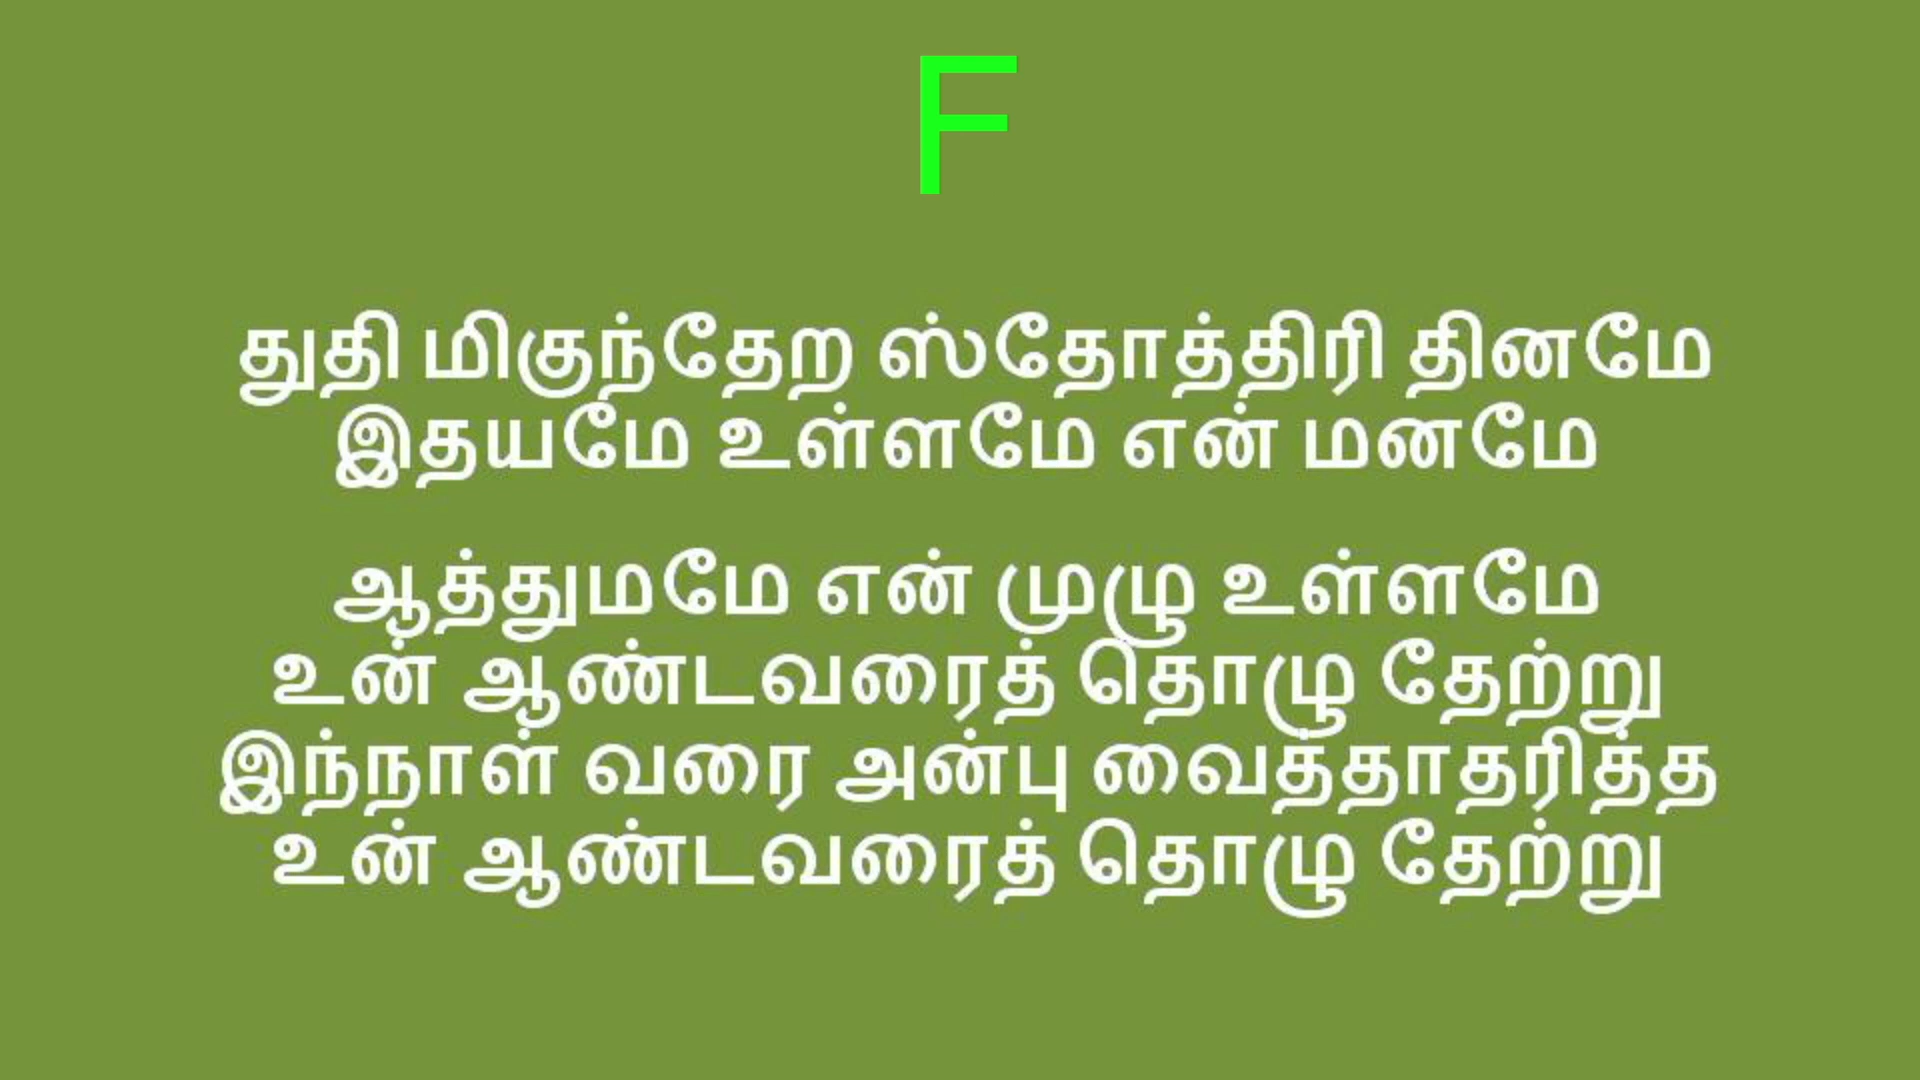 F
துதி மிகுந்தேற ஸ்தோத்திரி தினமே
இதயமே உள்ளமே என் மனமே
ஆத்துமமே என் முழு உள்ளமே
உன் ஆண்டவரைத் தொழு தேற்று
இந்நாள் வரை அன்பு வைத்தாதரித்த
உன் ஆண்டவரைத் தொழு தேற்று